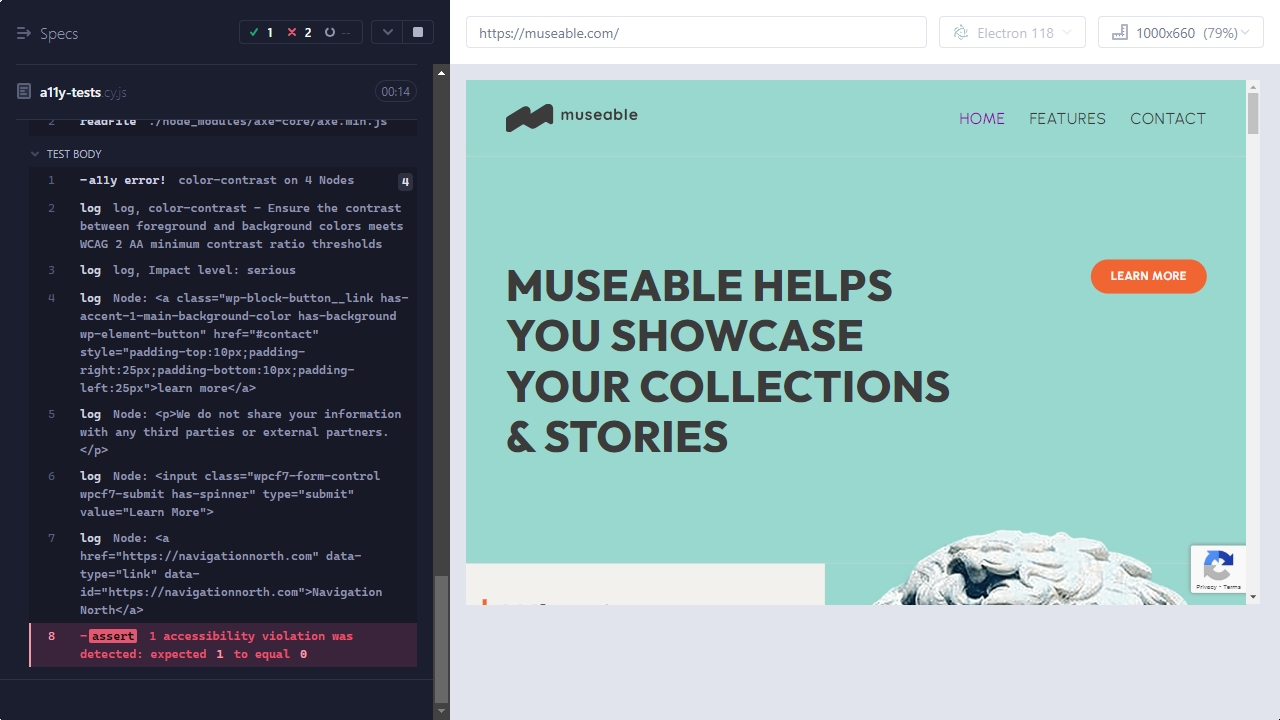 Specs
1 2 --
a11y-tests.cy.js
00:14
2 readFile ./node_modules/axe-core/axe.min.js
TEST BODY
1 -a11y error! color-contrast on 4 Nodes 4
2 log log, color-contrast - Ensure the contrast
between foreground and background colors meets
WCAG 2 AA minimum contrast ratio thresholds
3 log log, Impact level: serious
4 log Node: <a class="wp-block-button__link has-
accent-1-main-background-color has-background
wp-element-button" href="#contact"
style="padding-top:10px;padding-
right:25px;padding-bottom:10px;padding-
left:25px">learn more</a>
5 log Node: <p>We do not share your information
with any third parties or external partners.
</p>
6 log Node: <input class="wpcf7-form-control
wpcf7-submit has-spinner" type="submit"
value="Learn More">
7 log Node: <a
href="https://navigationnorth.com" data-
type="link" data-
id="https://navigationnorth.com">Navigation
North</a>
8 -assert 1 accessibility violation was
detected: expected 1 to equal 0
https://museable.com/
Electron 118
1000x660 (79%)
museable
HOME FEATURES CONTACT
MUSEABLE HELPS
YOU SHOWCASE
YOUR COLLECTIONS
& STORIES
LEARN MORE
Privacy - Terms